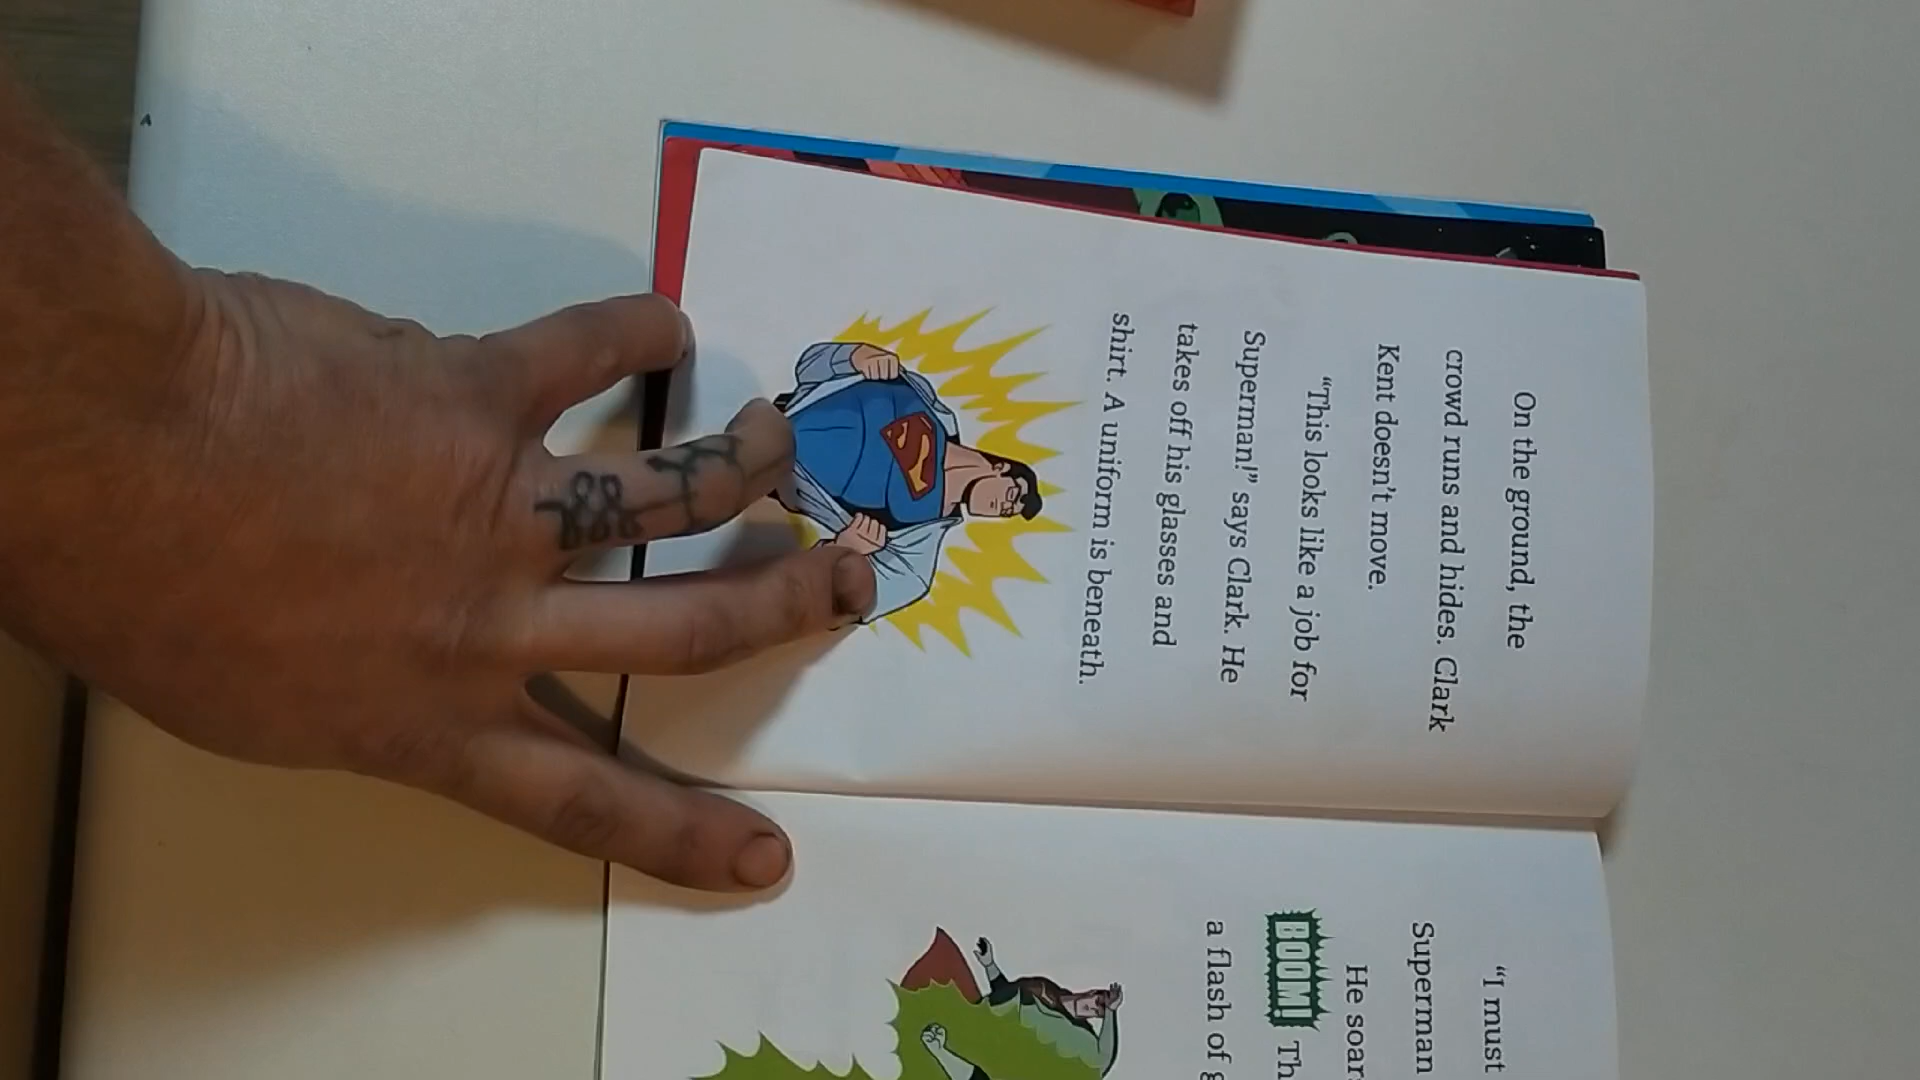 On the ground, the
crowd runs and hides. Clark
Kent doesn't move.
“This looks like a job for
Superman!” says Clark. He
takes off his glasses and
shirt. A uniform is beneath.
“I must
Superman
He soars
BOOM! Th
a flash of g